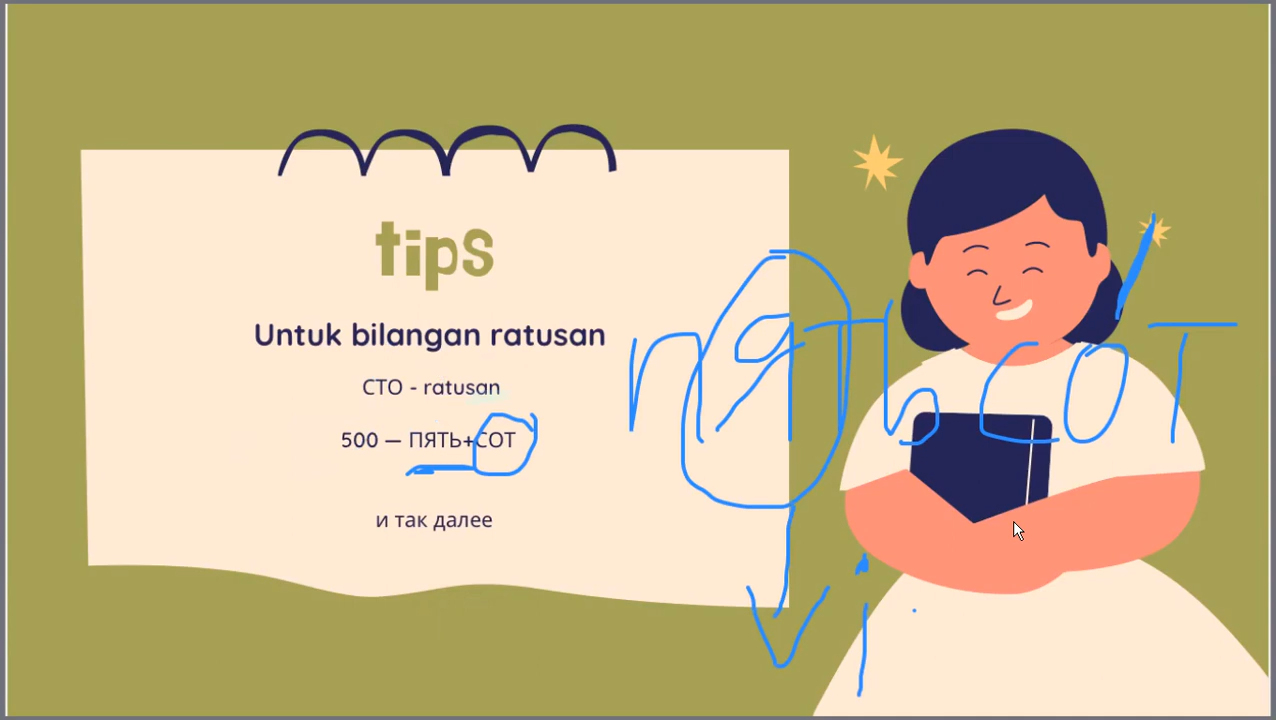 tips
Untuk bilangan ratusan
СТО - ratusan
500 — ПЯТЬ+СОТ
и так далее
пятьсот
i